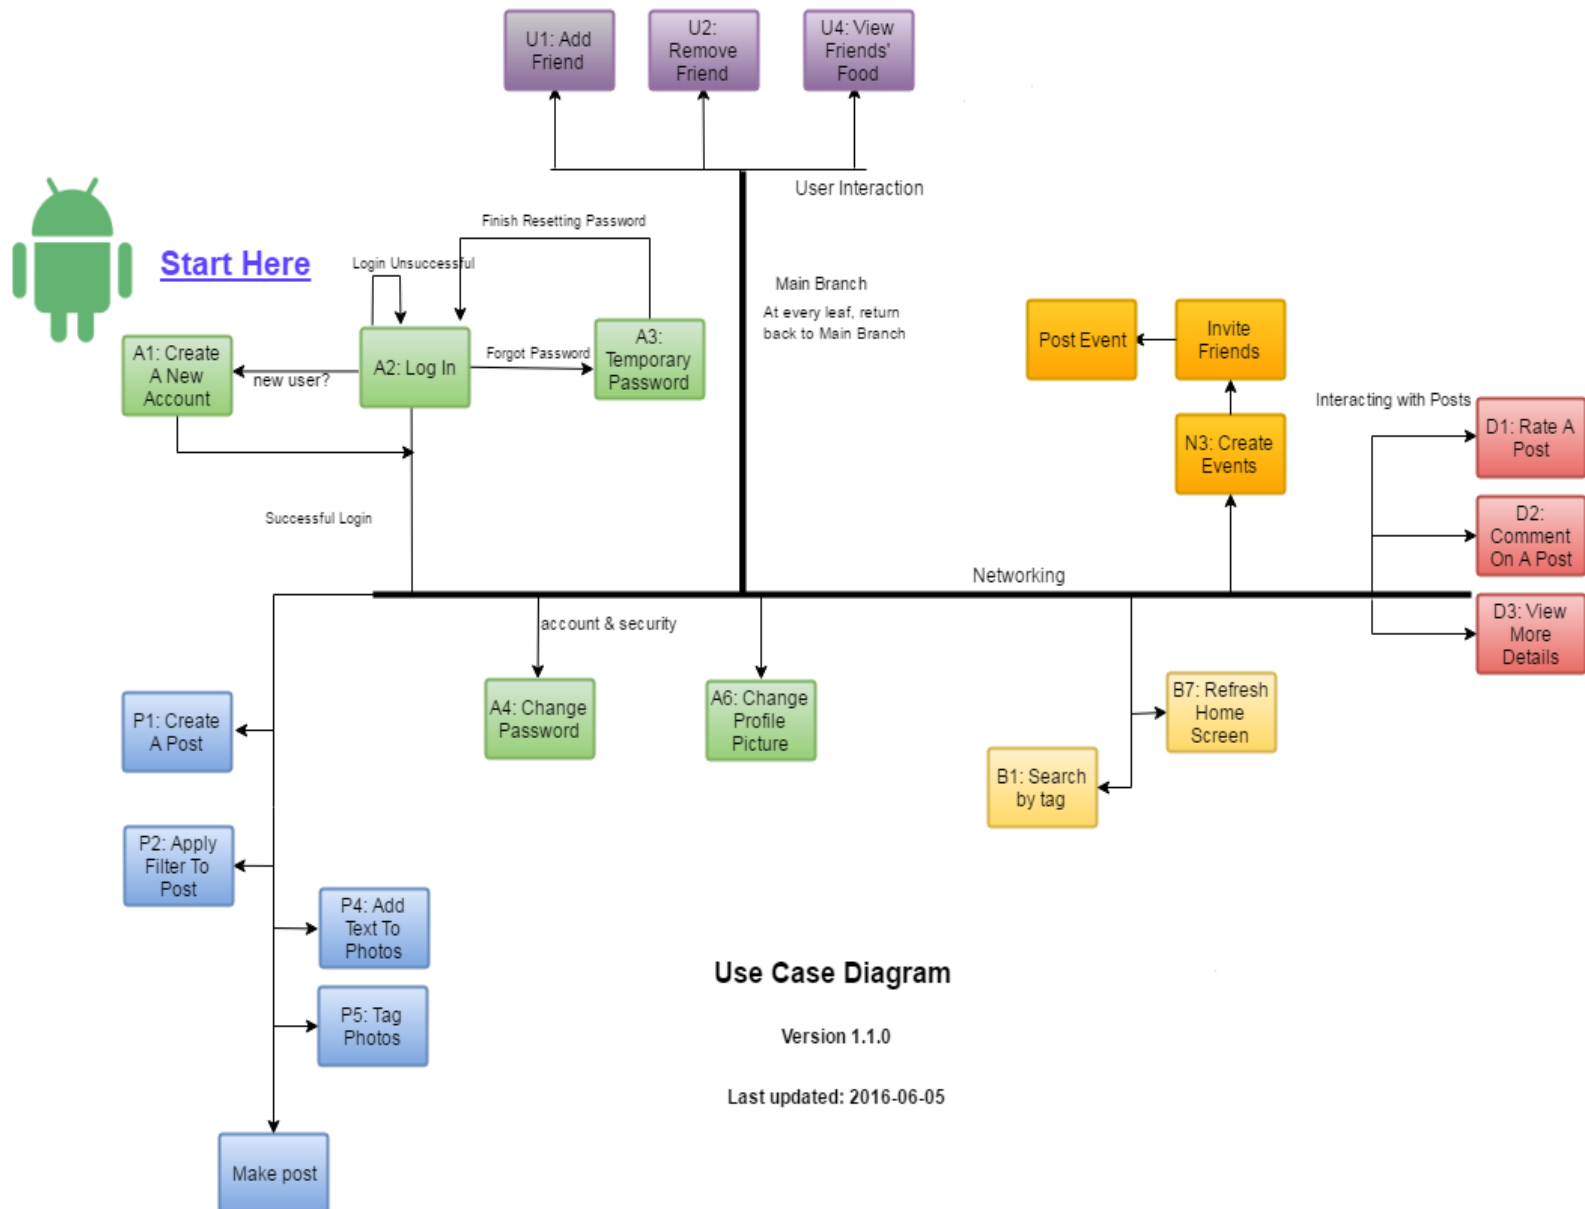 U1: Add
Friend
U2:
Remove
Friend
U4: View
Friends'
Food
User Interaction
Start Here
Finish Resetting Password
Login Unsuccessful
Main Branch
At every leaf, return
back to Main Branch
A1: Create
A New
Account
new user?
A2: Log In
Forgot Password
A3:
Temporary
Password
Successful Login
Post Event
Invite
Friends
N3: Create
Events
Interacting with Posts
D1: Rate A
Post
D2:
Comment
On A Post
D3: View
More
Details
Networking
account & security
A4: Change
Password
A6: Change
Profile
Picture
B7: Refresh
Home
Screen
B1: Search
by tag
P1: Create
A Post
P2: Apply
Filter To
Post
P4: Add
Text To
Photos
P5: Tag
Photos
Make post
Use Case Diagram
Version 1.1.0
Last updated: 2016-06-05